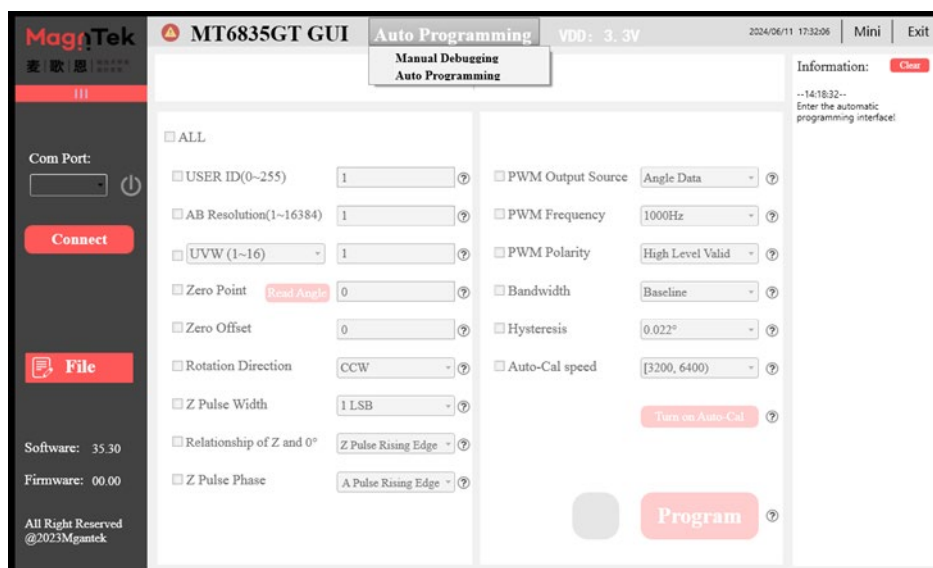 MagnTek
麦 歌 恩
MT6835GT GUI
Auto Programming
VDD: 3.3V
2024/06/11 17:32:06
Mini
Exit
Manual Debugging
Auto Programming
Information:
Clear
--14:18:32--
Enter the automatic
programming interface!
Com Port:
Connect
File
Software: 35.30
Firmware: 00.00
All Right Reserved
@2023Mgantek
ALL
USER ID(0~255) 1 ?
AB Resolution(1~16384) 1 ?
UVW (1~16) 1 ?
Zero Point Read Angle 0 ?
Zero Offset 0 ?
Rotation Direction CCW ?
Z Pulse Width 1 LSB ?
Relationship of Z and 0° Z Pulse Rising Edge ?
Z Pulse Phase A Pulse Rising Edge ?
PWM Output Source Angle Data ?
PWM Frequency 1000Hz ?
PWM Polarity High Level Valid ?
Bandwidth Baseline ?
Hysteresis 0.022° ?
Auto-Cal speed [3200, 6400) ?
Turn on Auto-Cal ?
Program ?